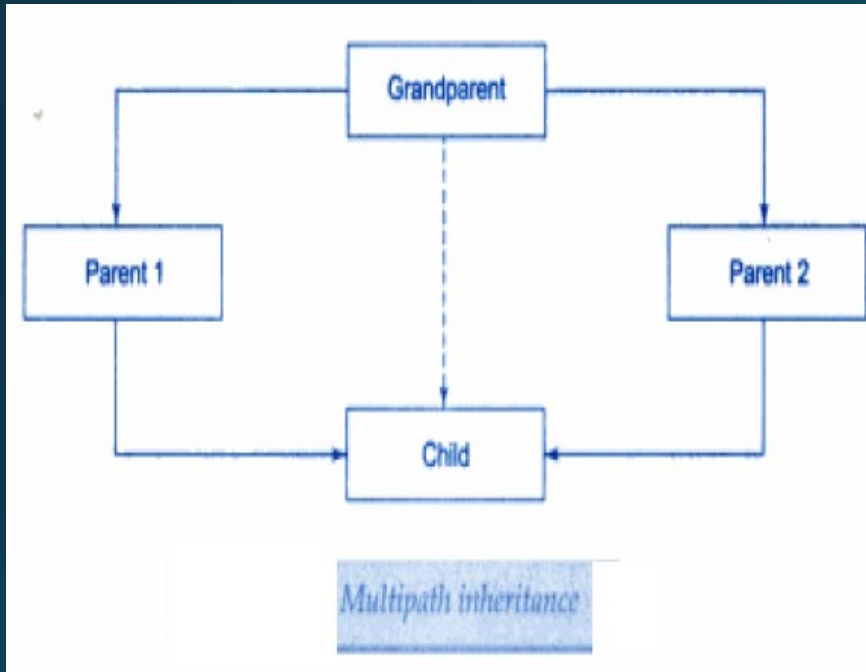 Grandparent
Parent 1
Parent 2
Child
Multipath inheritance